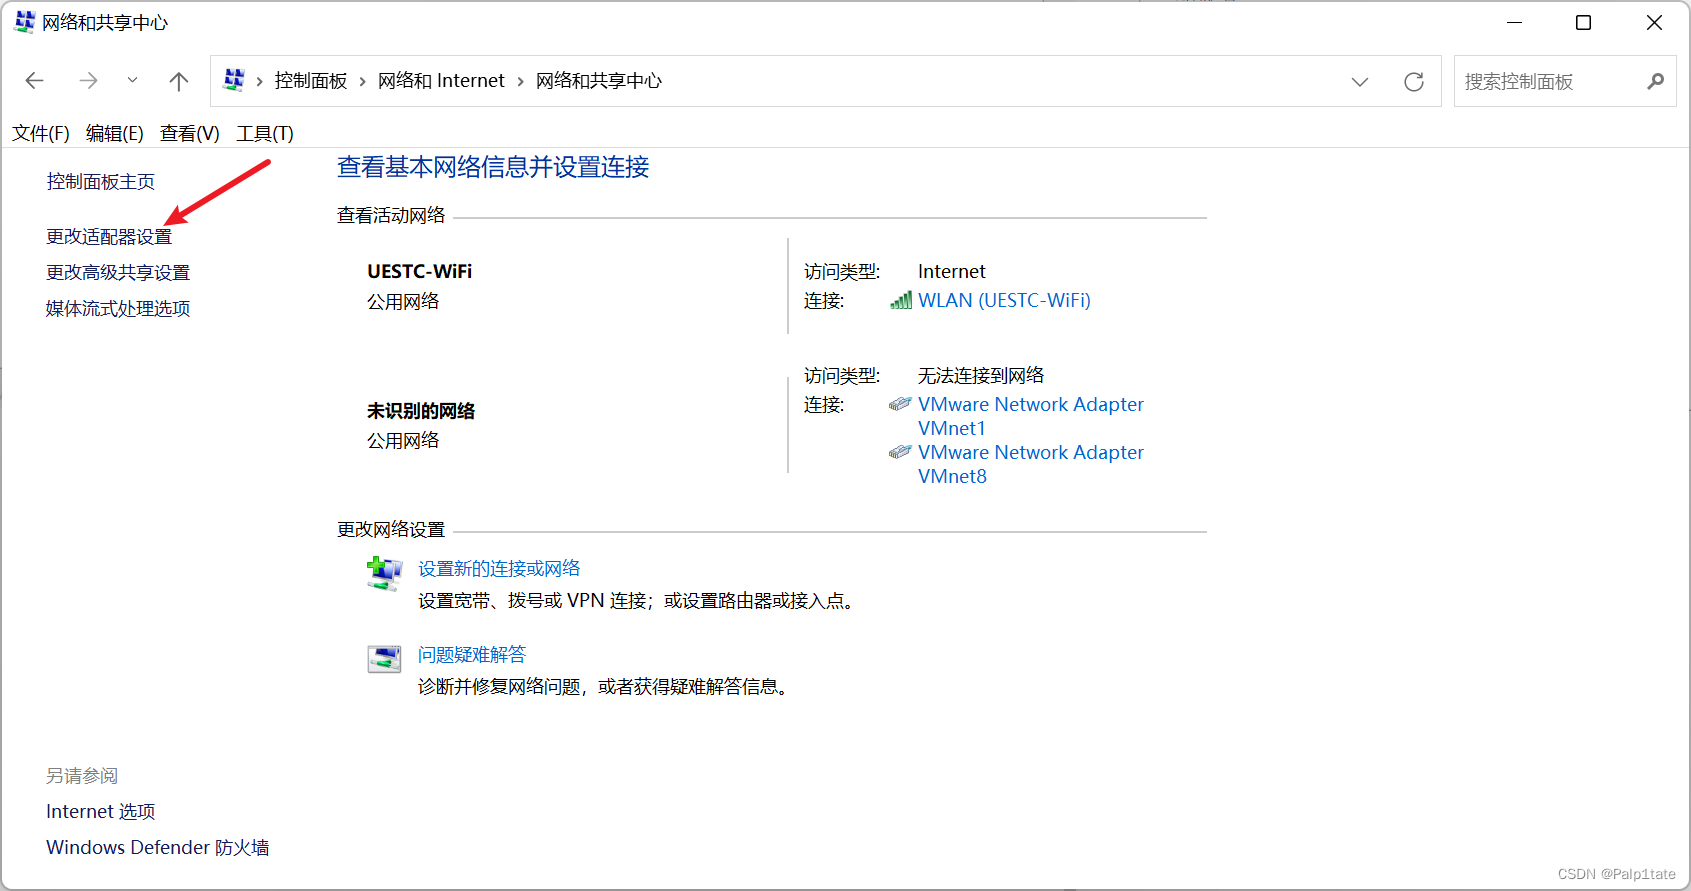 网络和共享中心
控制面板 › 网络和 Internet › 网络和共享中心
搜索控制面板
文件(F) 编辑(E) 查看(V) 工具(T)
控制面板主页
更改适配器设置
更改高级共享设置
媒体流式处理选项
查看基本网络信息并设置连接
查看活动网络
UESTC-WiFi
公用网络
访问类型: Internet
连接: WLAN (UESTC-WiFi)
未识别的网络
公用网络
访问类型: 无法连接到网络
连接: VMware Network Adapter
VMnet1
VMware Network Adapter
VMnet8
更改网络设置
设置新的连接或网络
设置宽带、拨号或 VPN 连接；或设置路由器或接入点。
问题疑难解答
诊断并修复网络问题，或者获得疑难解答信息。
另请参阅
Internet 选项
Windows Defender 防火墙
CSDN @Palp1tate